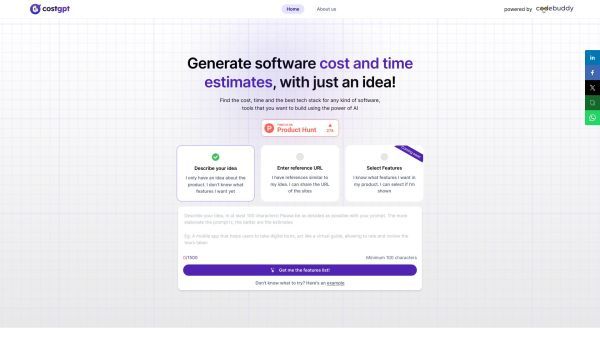 costgpt
Home
About us
powered by codebuddy
Generate software cost and time
estimates, with just an idea!
Find the cost, time and the best tech stack for any kind of software,
tools that you want to build using the power of AI
FIND US ON
Product Hunt
Describe your idea
I only have an idea about the
product. I don't know what
features I want yet
Enter reference URL
I have references similar to
my idea. I can share the URL
of the sites
Select Features
I know what features I want in
my product. I can select if I'm
shown
Describe your idea, in at least 100 characters! Please be as detailed as possible with your prompt. The more
elaborate the prompt is, the better are the estimates
Eg. A mobile app that helps users to take digital tours, act like a virtual guide, allowing to rate and review the
tours taken
0/1500
Minimum 100 characters
Get me the features list!
Don't know what to try? Here's an example